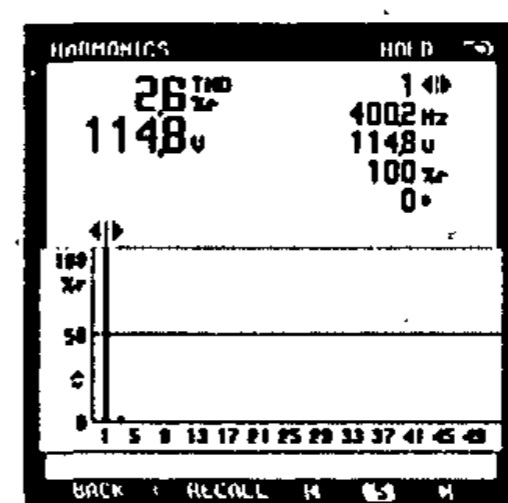 HARMONICS HOLD
2,6 THD %r
114,8 V
1
400,2 Hz
114,8 V
100 %r
0 °
100
%r
50
0
1 5 9 13 17 21 25 29 33 37 41 45 49
BACK RECALL